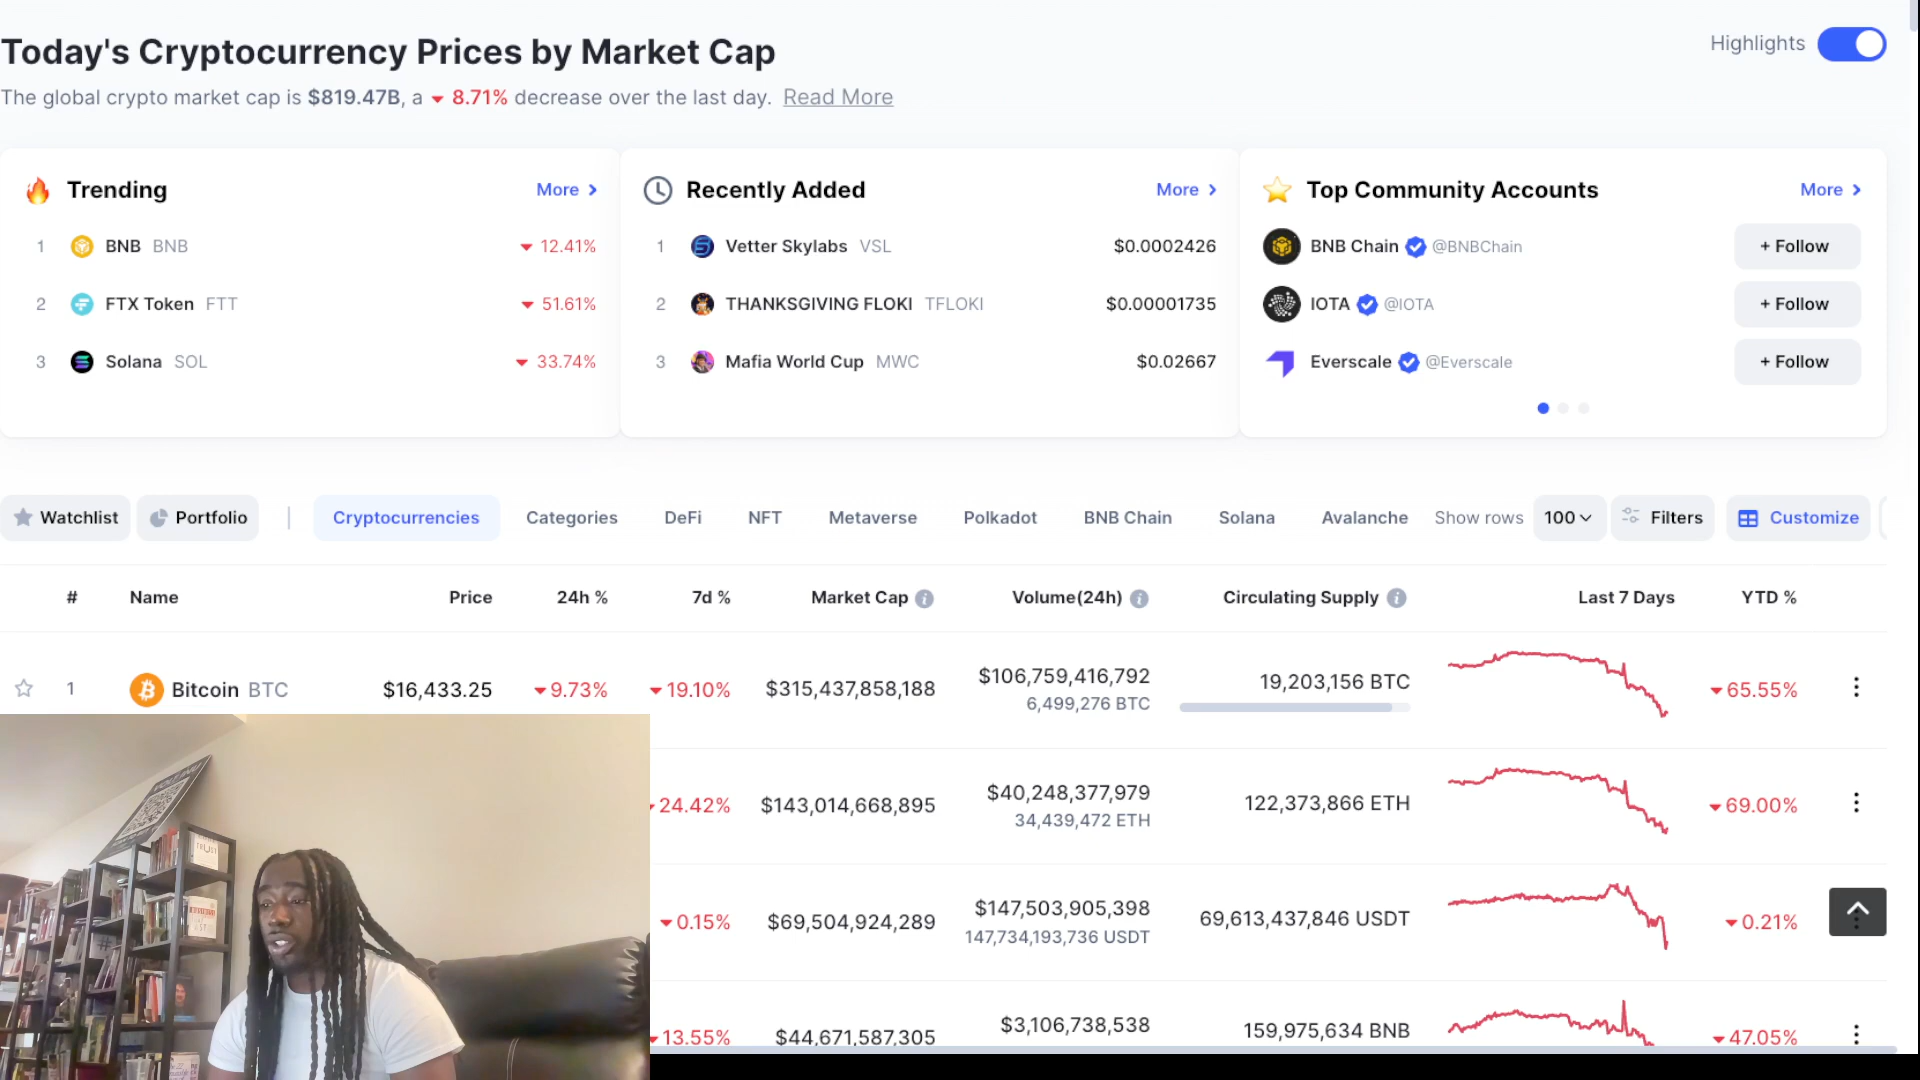 Today's Cryptocurrency Prices by Market Cap
Highlights
The global crypto market cap is $819.47B, a 8.71% decrease over the last day. Read More
Trending
More
1 BNB BNB 12.41%
2 FTX Token FTT 51.61%
3 Solana SOL 33.74%
Recently Added
More
1 Vetter Skylabs VSL $0.0002426
2 THANKSGIVING FLOKI TFLOKI $0.00001735
3 Mafia World Cup MWC $0.02667
Top Community Accounts
More
BNB Chain @BNBChain + Follow
IOTA @IOTA + Follow
Everscale @Everscale + Follow
Watchlist Portfolio Cryptocurrencies Categories DeFi NFT Metaverse Polkadot BNB Chain Solana Avalanche Show rows 100 Filters Customize
# Name Price 24h % 7d % Market Cap Volume(24h) Circulating Supply Last 7 Days YTD %
1 Bitcoin BTC $16,433.25 9.73% 19.10% $315,437,858,188 $106,759,416,792 19,203,156 BTC 65.55%
6,499,276 BTC
24.42% $143,014,668,895 $40,248,377,979 122,373,866 ETH 69.00%
34,439,472 ETH
0.15% $69,504,924,289 $147,503,905,398 69,613,437,846 USDT 0.21%
147,734,193,736 USDT
13.55% $44,671,587,305 $3,106,738,538 159,975,634 BNB 47.05%